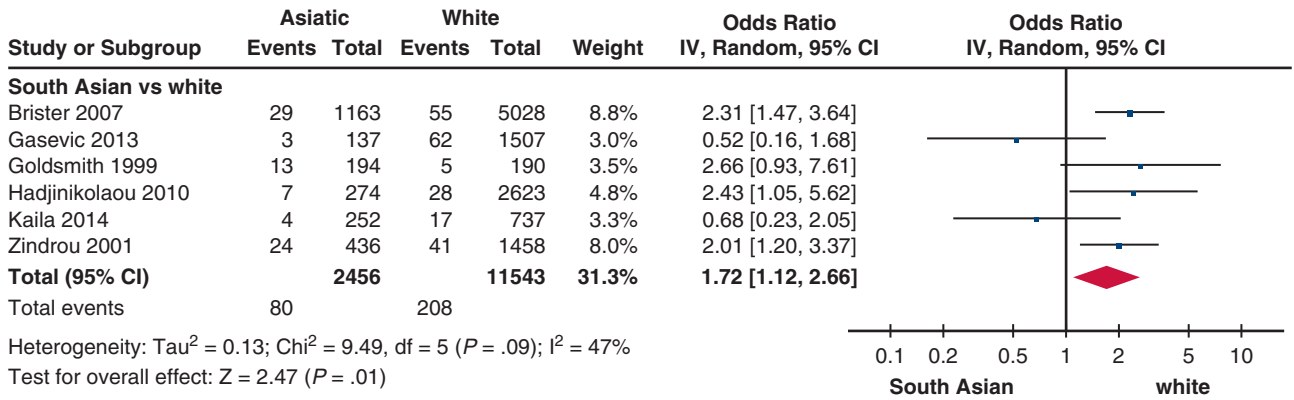 Asiatic White Odds Ratio Odds Ratio
Study or Subgroup Events Total Events Total Weight IV, Random, 95% CI IV, Random, 95% CI
South Asian vs white
Brister 2007 29 1163 55 5028 8.8% 2.31 [1.47, 3.64]
Gasevic 2013 3 137 62 1507 3.0% 0.52 [0.16, 1.68]
Goldsmith 1999 13 194 5 190 3.5% 2.66 [0.93, 7.61]
Hadjinikolaou 2010 7 274 28 2623 4.8% 2.43 [1.05, 5.62]
Kaila 2014 4 252 17 737 3.3% 0.68 [0.23, 2.05]
Zindrou 2001 24 436 41 1458 8.0% 2.01 [1.20, 3.37]
Total (95% CI) 2456 11543 31.3% 1.72 [1.12, 2.66]
Total events 80 208
Heterogeneity: Tau² = 0.13; Chi² = 9.49, df = 5 (P = .09); I² = 47%
Test for overall effect: Z = 2.47 (P = .01)
0.1 0.2 0.5 1 2 5 10
South Asian white